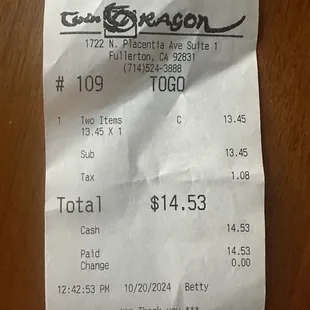 Twin DRAGON
1722 N. Placentia Ave Suite 1
Fullerton, CA 92831
(714)524-3888
# 109 TOGO
1 Two Items C 13.45
13.45 X 1
Sub 13.45
Tax 1.08
Total $14.53
Cash 14.53
Paid 14.53
Change 0.00
12:42:53 PM 10/20/2024 Betty
*** Thank you ***